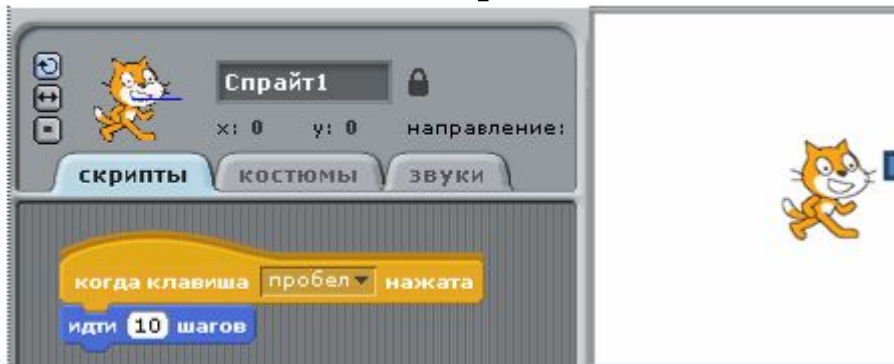 Спрайт1
x: 0 y: 0 направление:
скрипты костюмы звуки
когда клавиша пробел нажата
идти 10 шагов